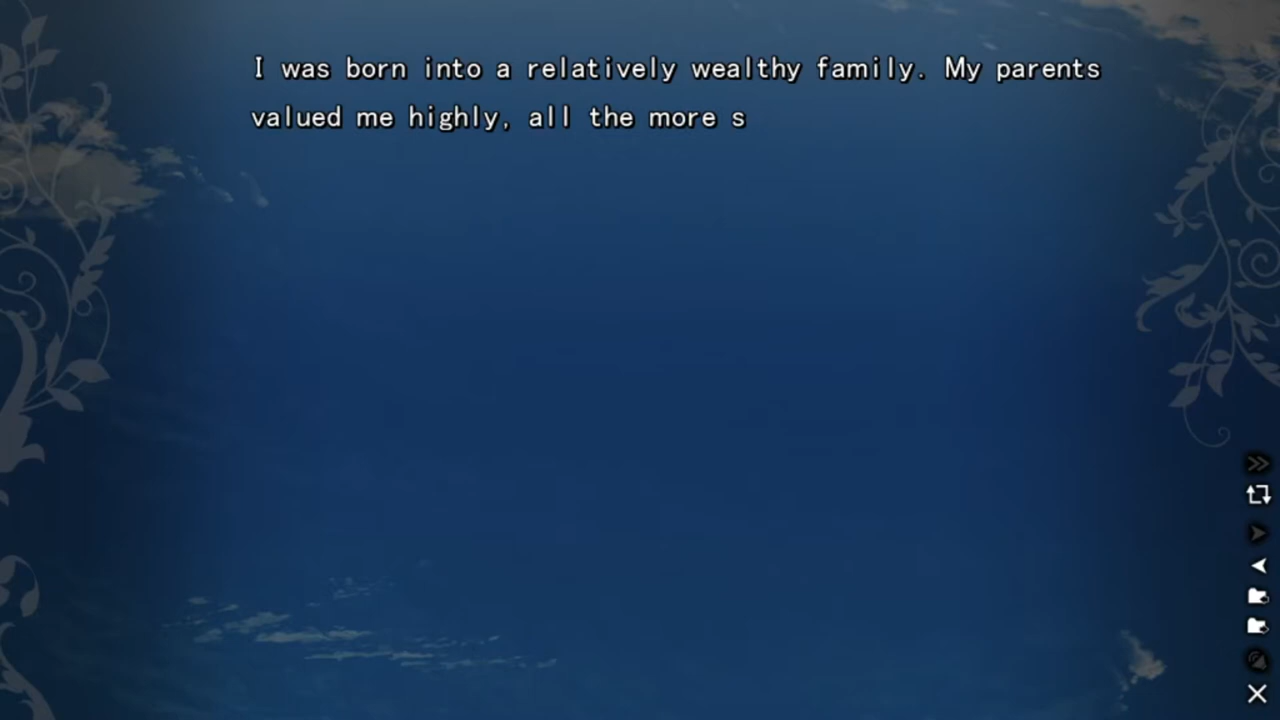 I was born into a relatively wealthy family. My parents
valued me highly, all the more s